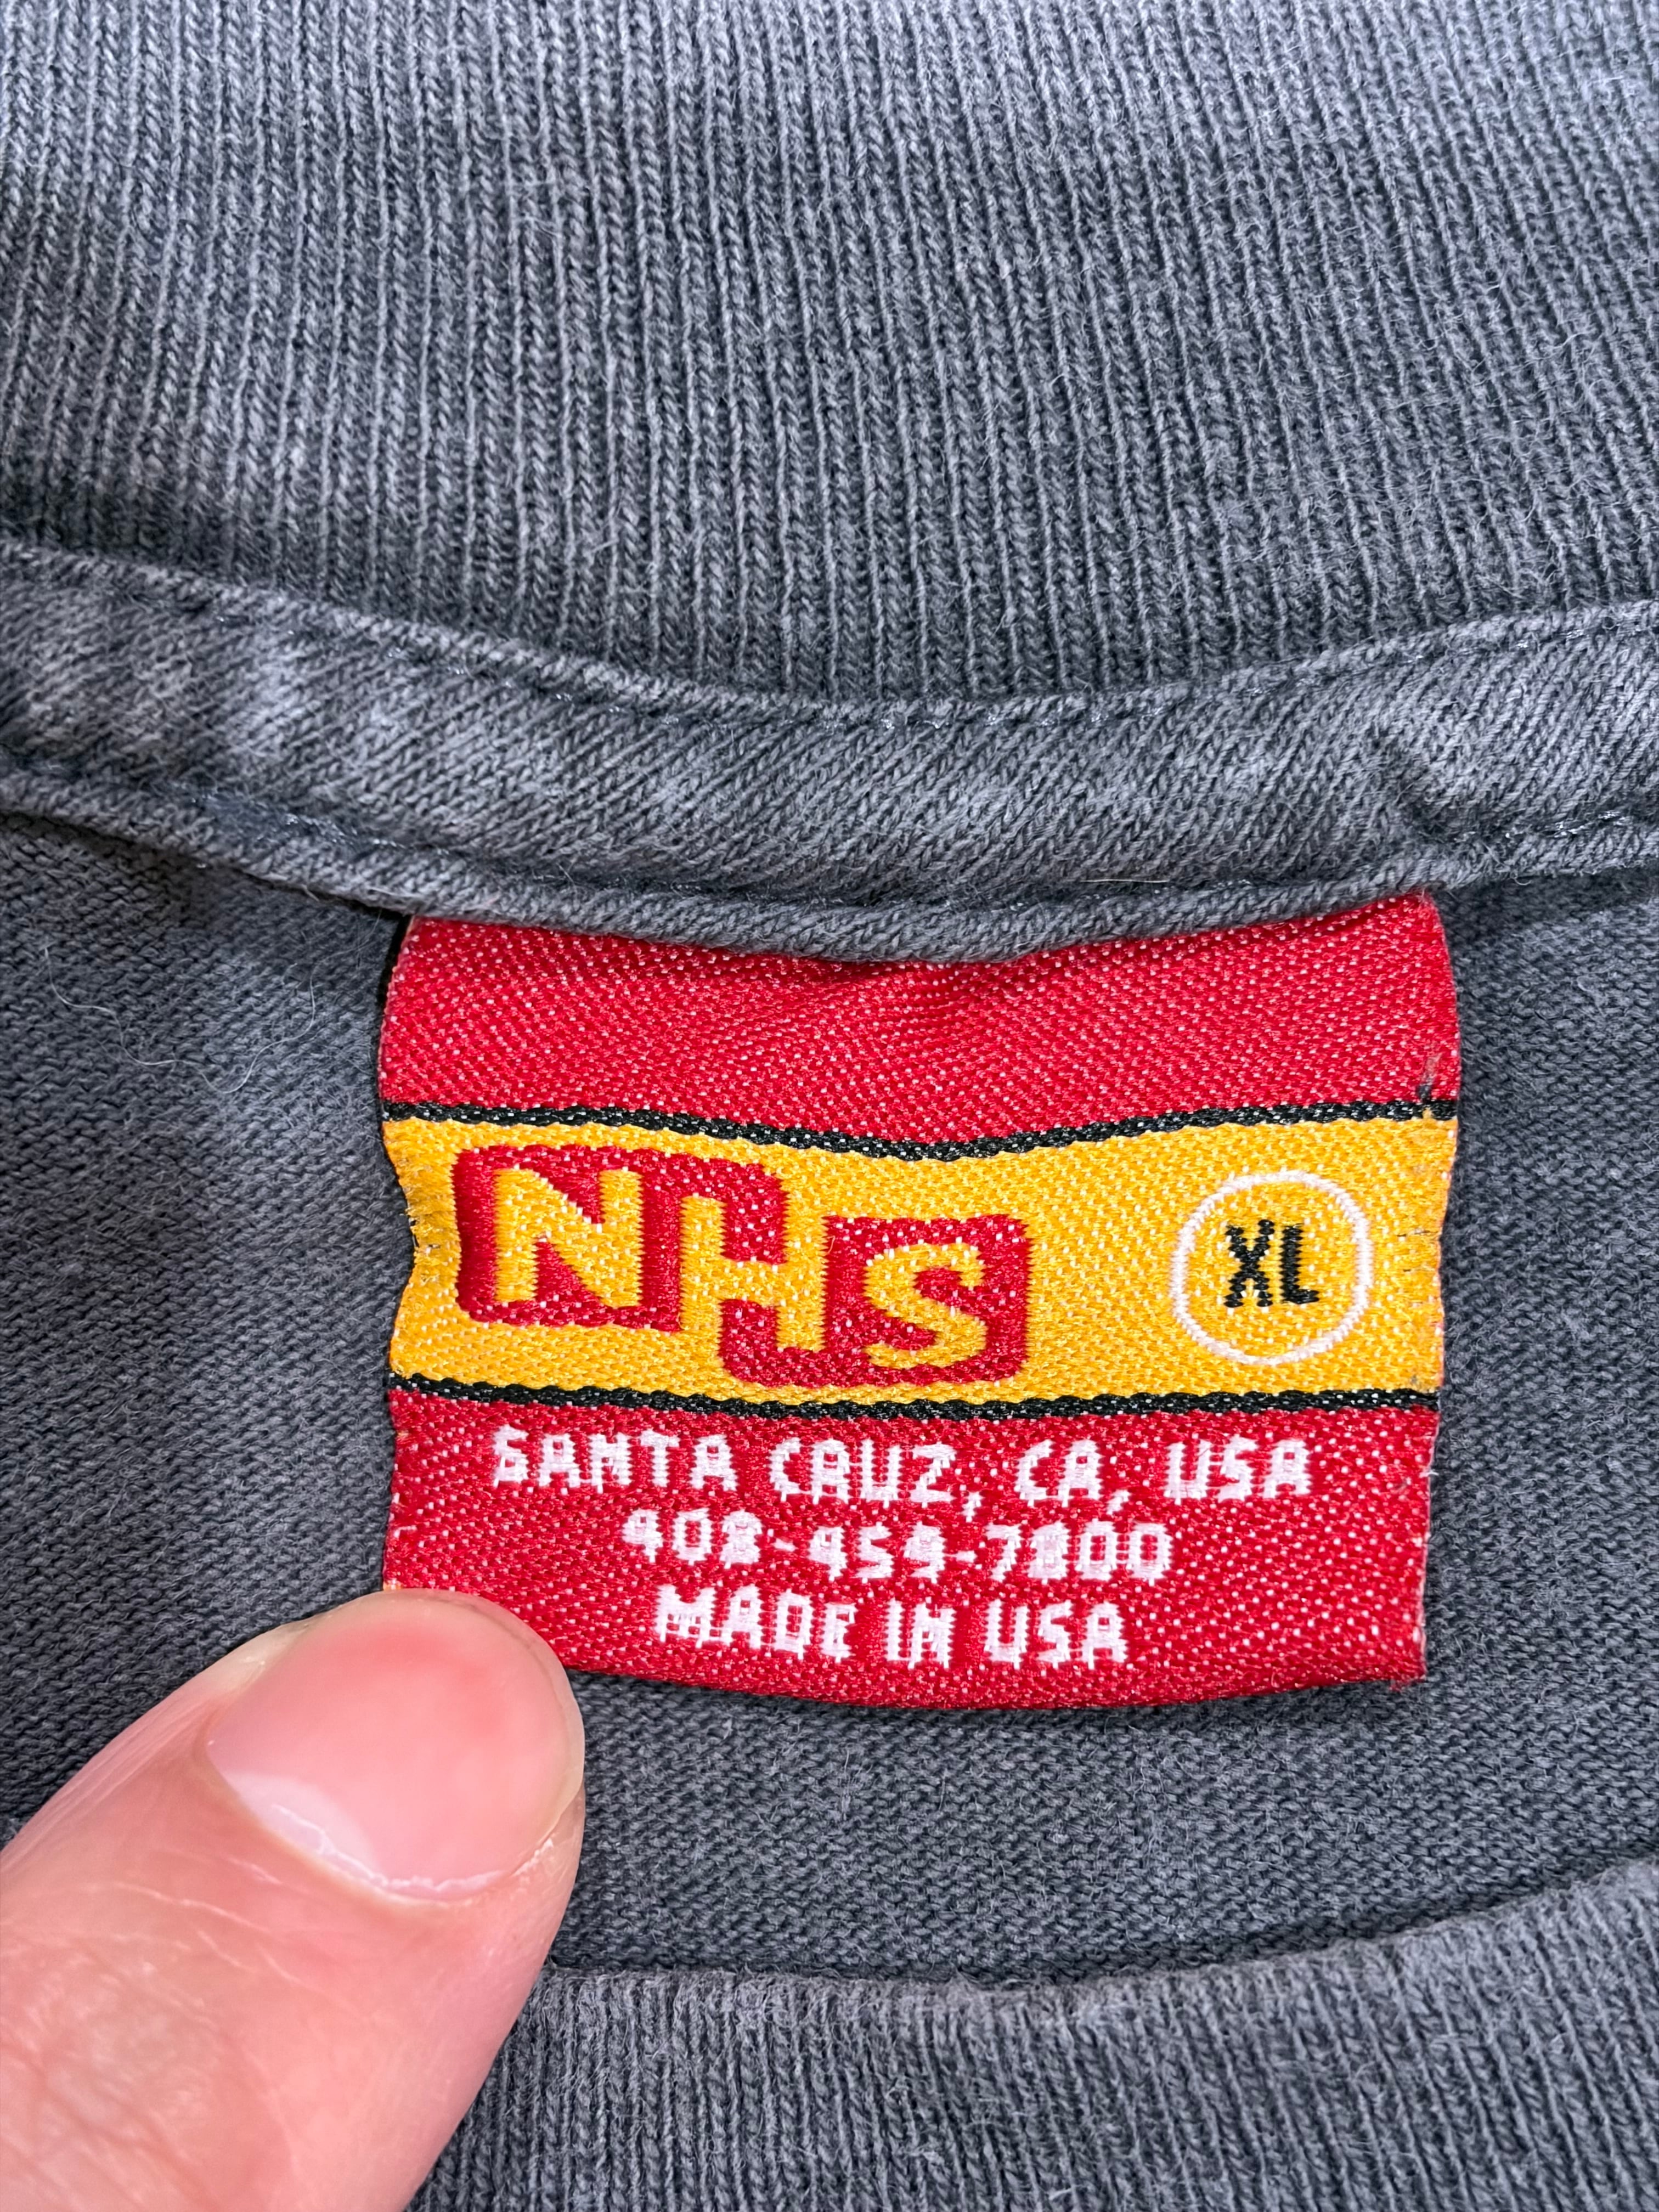 NHS XL
SANTA CRUZ, CA, USA
408-459-7800
MADE IN USA